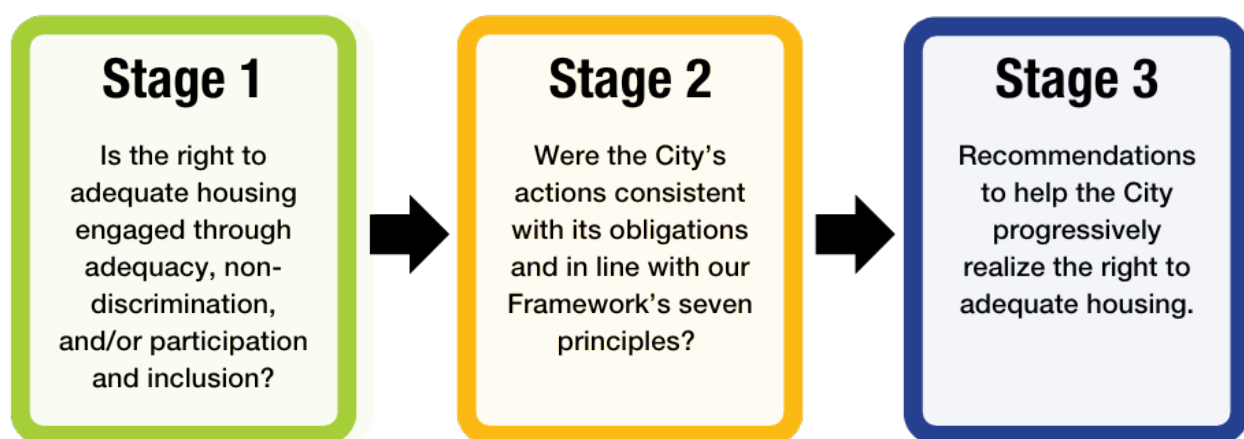 Stage 1
Is the right to
adequate housing
engaged through
adequacy, non-
discrimination,
and/or participation
and inclusion?
Stage 2
Were the City’s
actions consistent
with its obligations
and in line with our
Framework’s seven
principles?
Stage 3
Recommendations
to help the City
progressively
realize the right to
adequate housing.